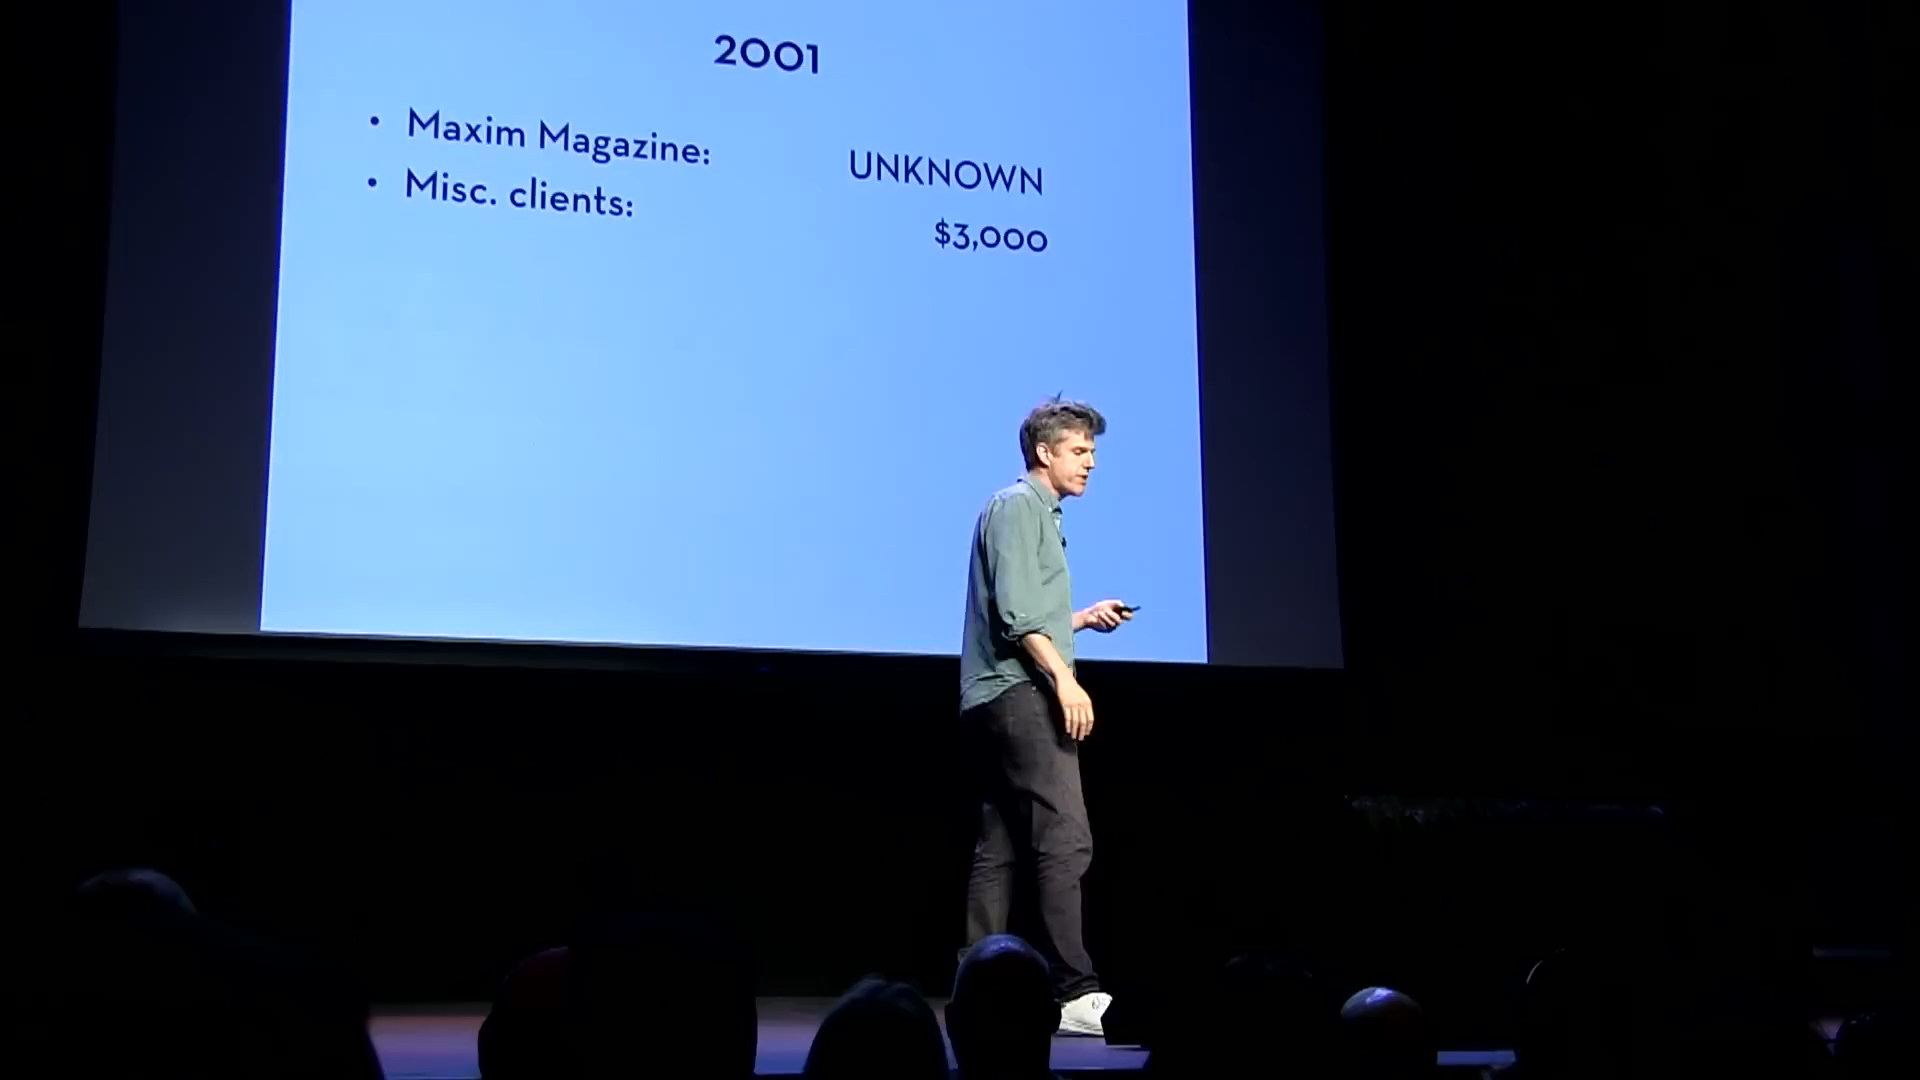 2001
• Maxim Magazine: UNKNOWN
• Misc. clients: $3,000